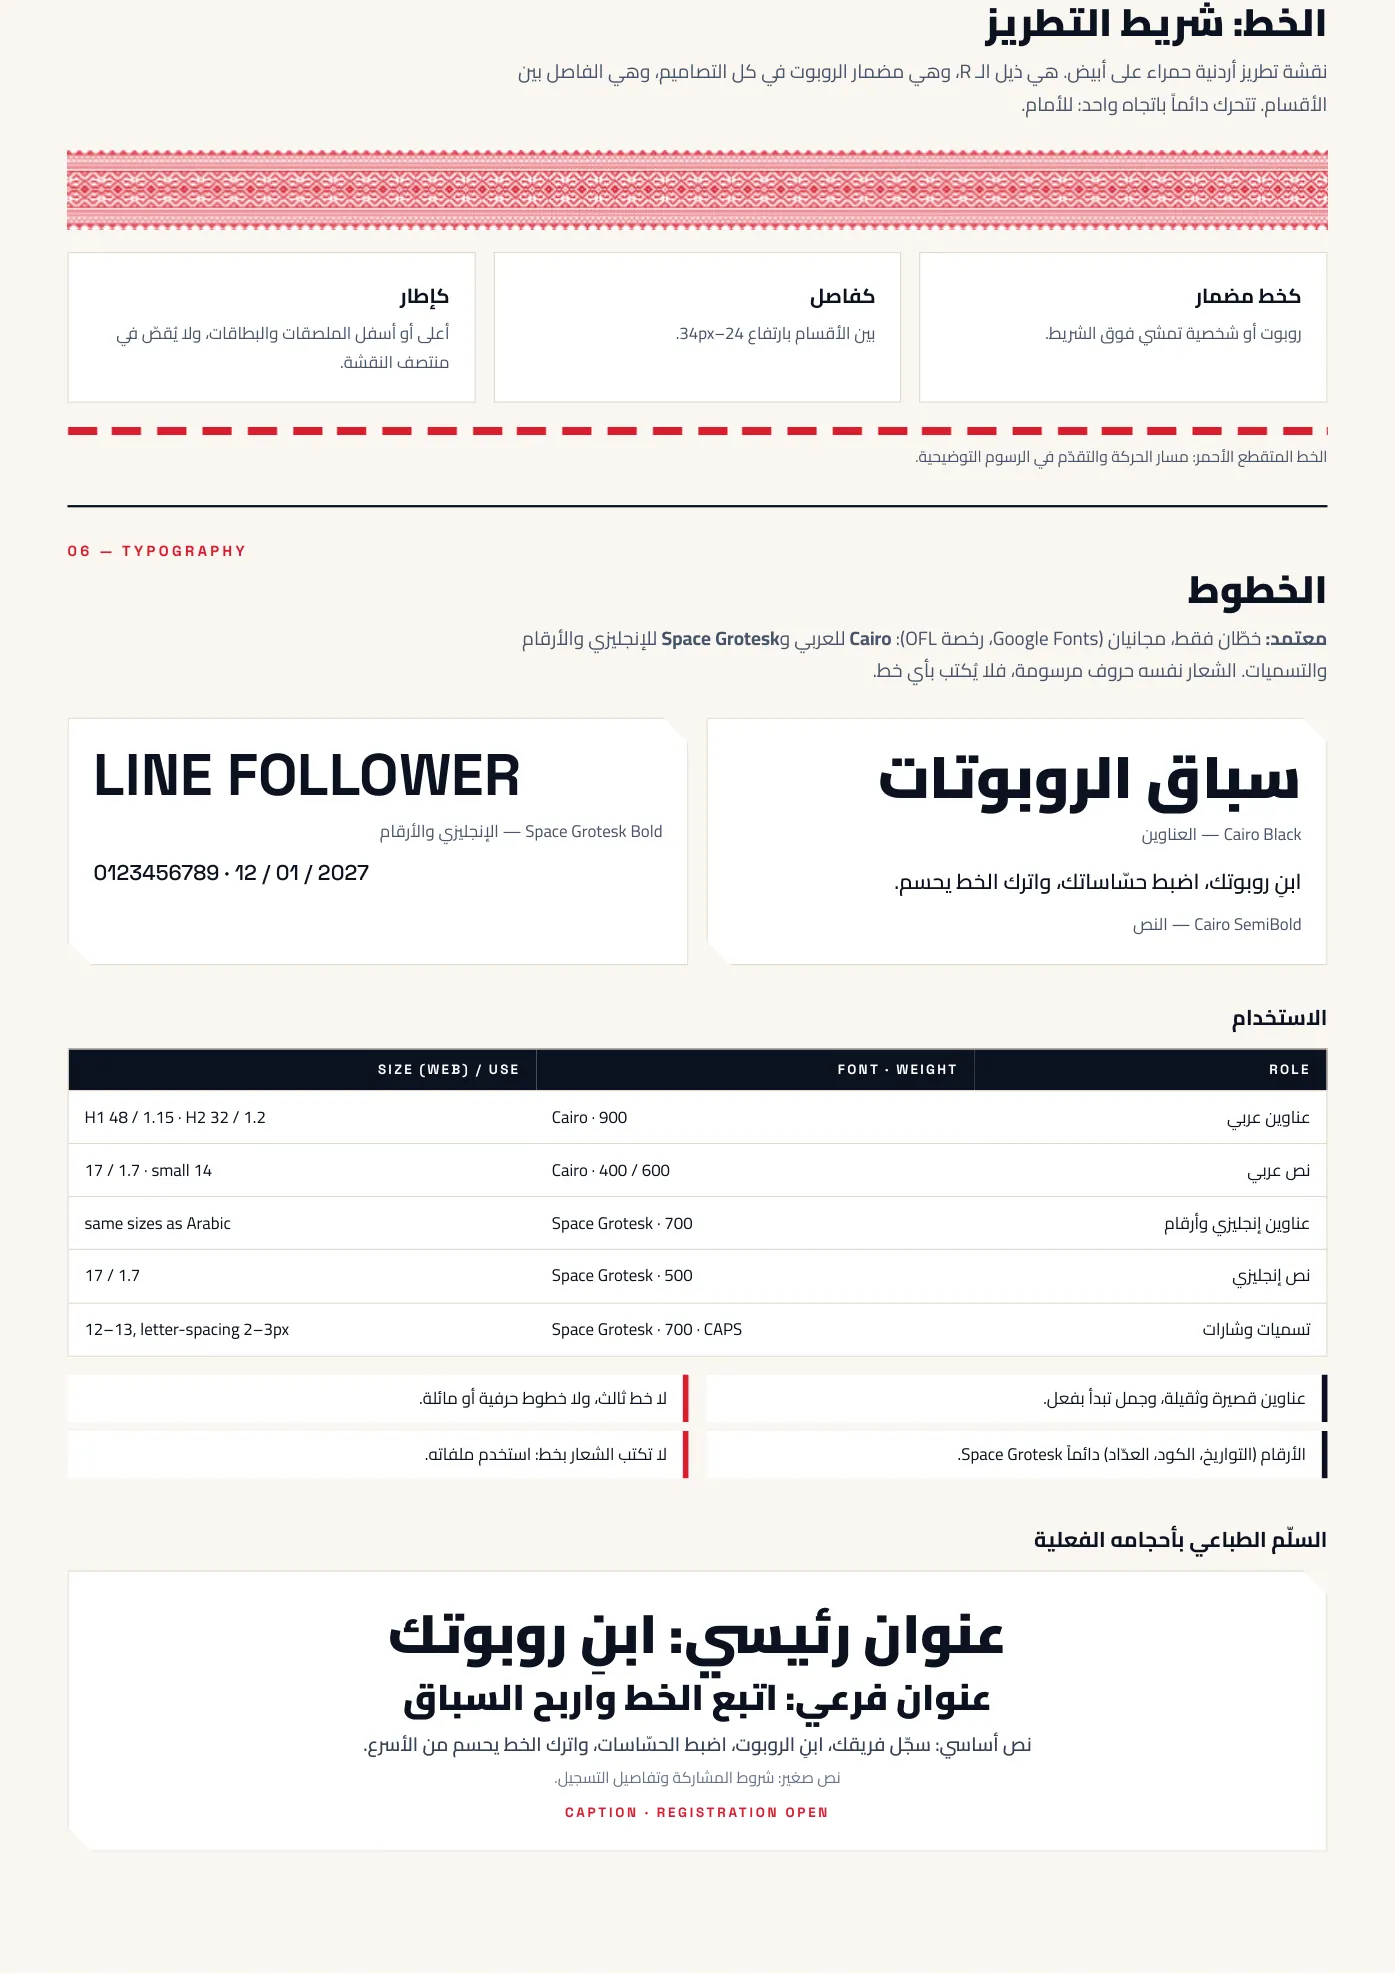 الخط: شريط التطريز
نقشة تطريز أردنية حمراء على أبيض. هي ذيل الـ R، وهي مضمار الروبوت في كل التصاميم، وهي الفاصل بين
الأقسام. تتحرك دائماً باتجاه واحد: للأمام.
كخط مضمار
روبوت أو شخصية تمشي فوق الشريط.
كفاصل
بين الأقسام بارتفاع 24–34px.
كإطار
أعلى أو أسفل الملصقات والبطاقات، ولا يُقصّ في
منتصف النقشة.
الخط المتقطع الأحمر: مسار الحركة والتقدّم في الرسوم التوضيحية.
06 — TYPOGRAPHY
الخطوط
معتمد: خطّان فقط، مجانيان (Google Fonts، رخصة OFL): Cairo للعربي وSpace Grotesk للإنجليزي والأرقام
والتسميات. الشعار نفسه حروف مرسومة، فلا يُكتب بأي خط.
سباق الروبوتات
Cairo Black — العناوين
ابنِ روبوتك، اضبط حسّاساتك، واترك الخط يحسم.
Cairo SemiBold — النص
LINE FOLLOWER
Space Grotesk Bold — الإنجليزي والأرقام
0123456789 · 12 / 01 / 2027
الاستخدام
ROLE FONT · WEIGHT SIZE (WEB) / USE
عناوين عربي Cairo · 900 H1 48 / 1.15 · H2 32 / 1.2
نص عربي Cairo · 400 / 600 17 / 1.7 · small 14
عناوين إنجليزي وأرقام Space Grotesk · 700 same sizes as Arabic
نص إنجليزي Space Grotesk · 500 17 / 1.7
تسميات وشارات Space Grotesk · 700 · CAPS 12–13, letter-spacing 2–3px
عناوين قصيرة وثقيلة، وجمل تبدأ بفعل.
لا خط ثالث، ولا خطوط حرفية أو مائلة.
الأرقام (التواريخ، الكود، العدّاد) دائماً Space Grotesk.
لا تكتب الشعار بخط: استخدم ملفاته.
السلّم الطباعي بأحجامه الفعلية
عنوان رئيسي: ابنِ روبوتك
عنوان فرعي: اتبع الخط واربح السباق
نص أساسي: سجّل فريقك، ابنِ الروبوت، اضبط الحسّاسات، واترك الخط يحسم من الأسرع.
نص صغير: شروط المشاركة وتفاصيل التسجيل.
CAPTION · REGISTRATION OPEN